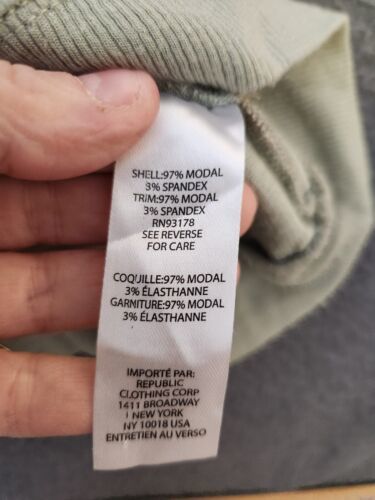 SHELL:97% MODAL
3% SPANDEX
TRIM:97% MODAL
3% SPANDEX
RN93178
SEE REVERSE
FOR CARE
COQUILLE:97% MODAL
3% ÉLASTHANNE
GARNITURE:97% MODAL
3% ÉLASTHANNE
IMPORTÉ PAR:
REPUBLIC
CLOTHING CORP
1411 BROADWAY
NEW YORK
NY 10018 USA
ENTRETIEN AU VERSO